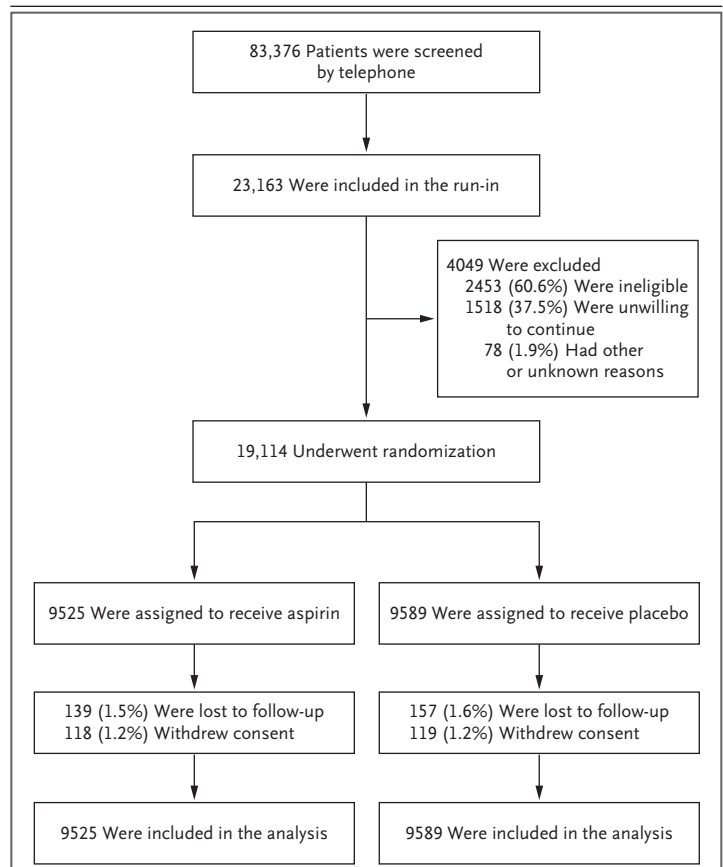 83,376 Patients were screened
by telephone
23,163 Were included in the run-in
4049 Were excluded
2453 (60.6%) Were ineligible
1518 (37.5%) Were unwilling
to continue
78 (1.9%) Had other
or unknown reasons
19,114 Underwent randomization
9525 Were assigned to receive aspirin
9589 Were assigned to receive placebo
139 (1.5%) Were lost to follow-up
118 (1.2%) Withdrew consent
157 (1.6%) Were lost to follow-up
119 (1.2%) Withdrew consent
9525 Were included in the analysis
9589 Were included in the analysis